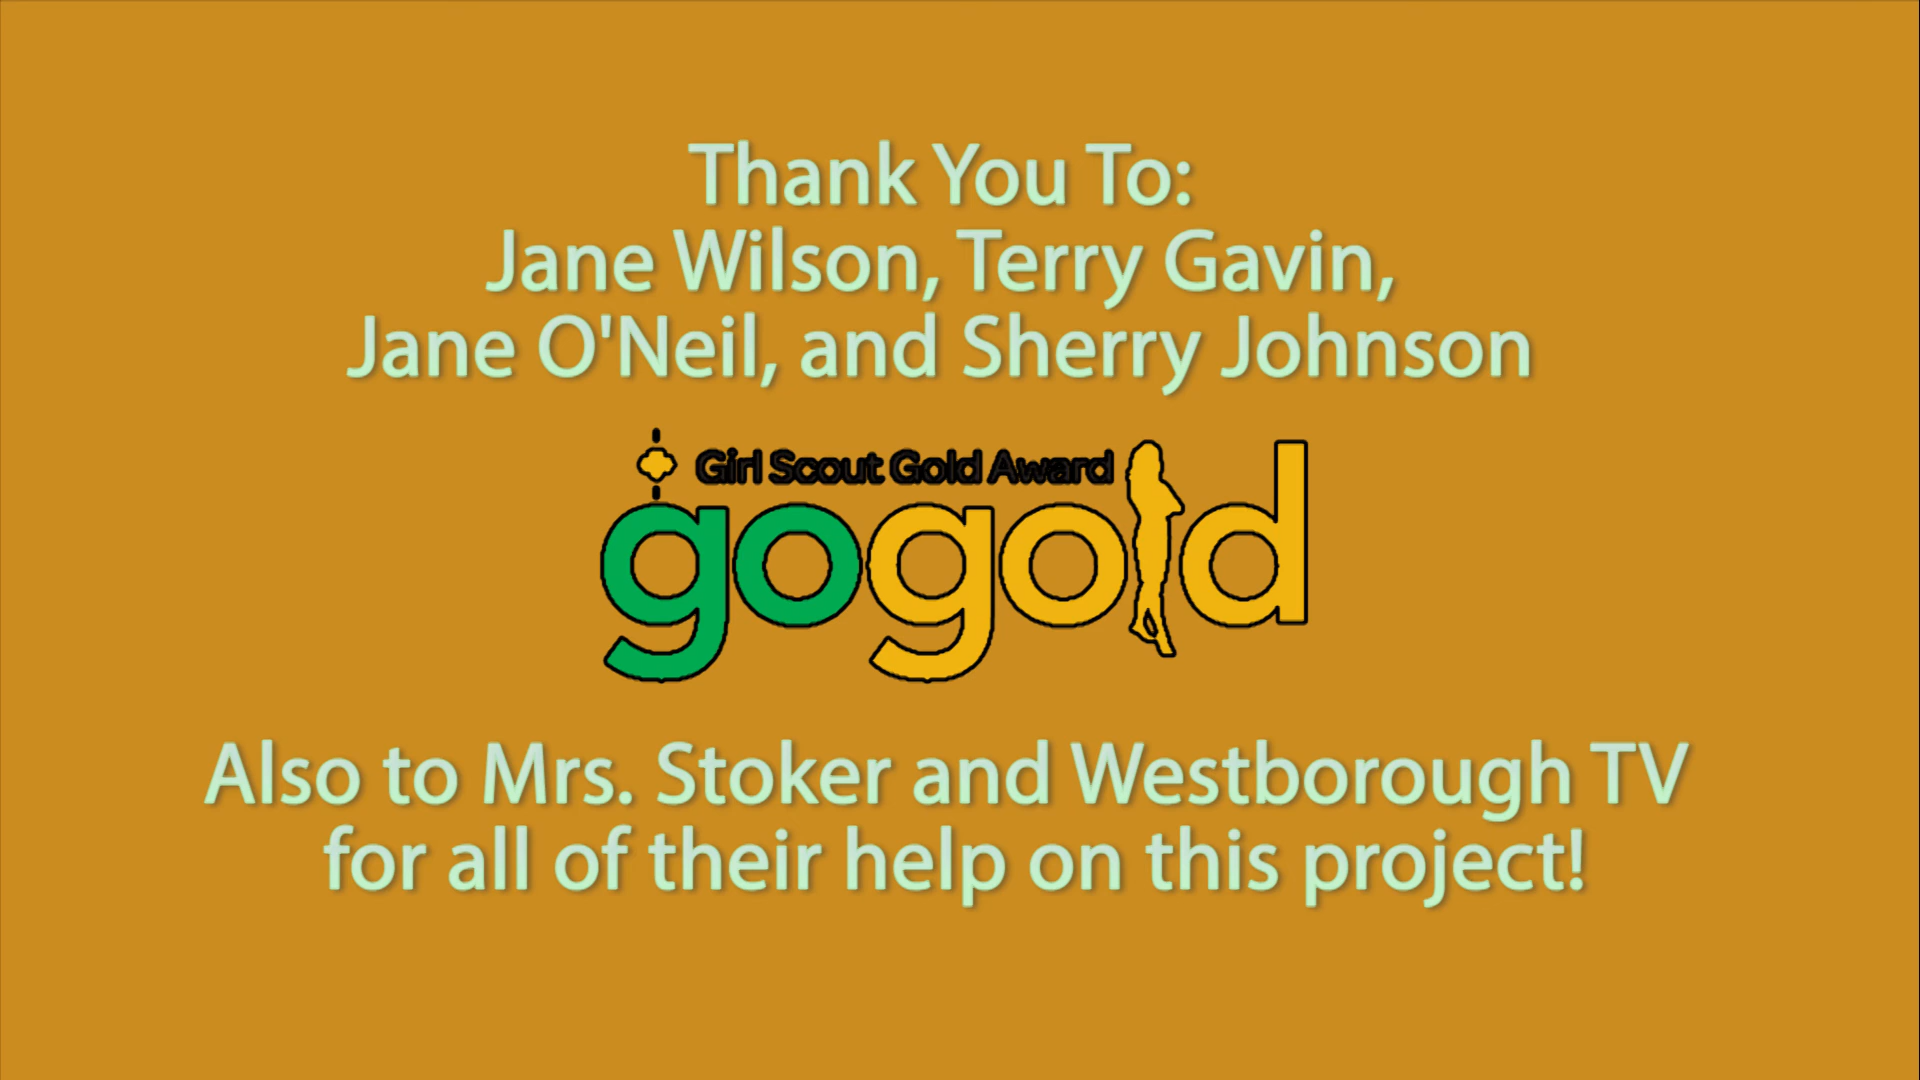 Thank You To:
Jane Wilson, Terry Gavin,
Jane O'Neil, and Sherry Johnson
Girl Scout Gold Award
gogold
Also to Mrs. Stoker and Westborough TV
for all of their help on this project!